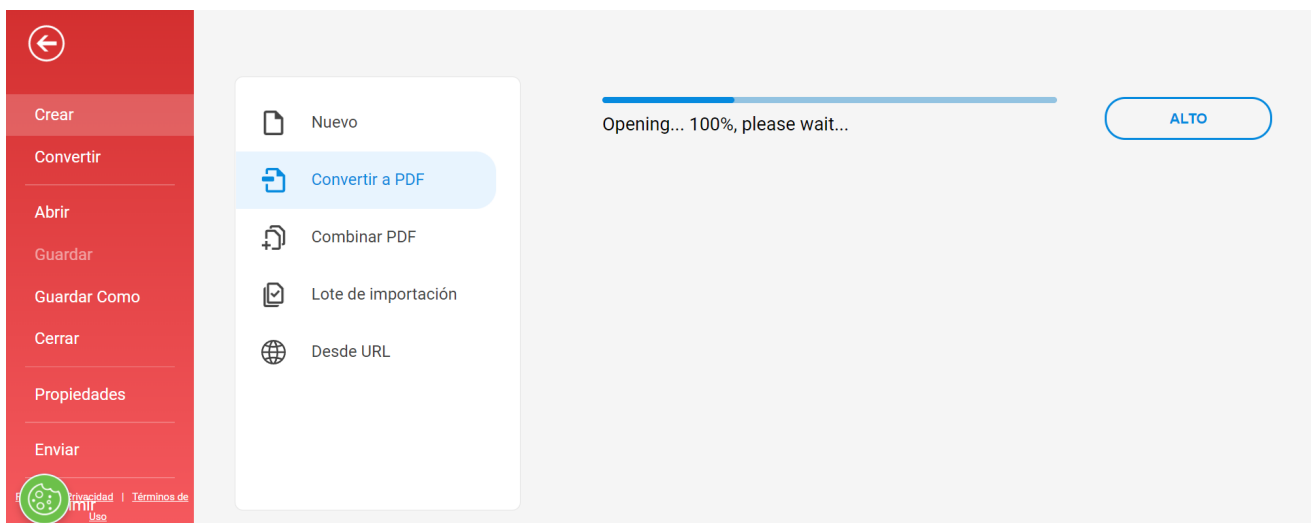 Crear
Convertir
Abrir
Guardar
Guardar Como
Cerrar
Propiedades
Enviar
Privacidad | Términos de
Uso
Nuevo
Convertir a PDF
Combinar PDF
Lote de importación
Desde URL
Opening... 100%, please wait...
ALTO